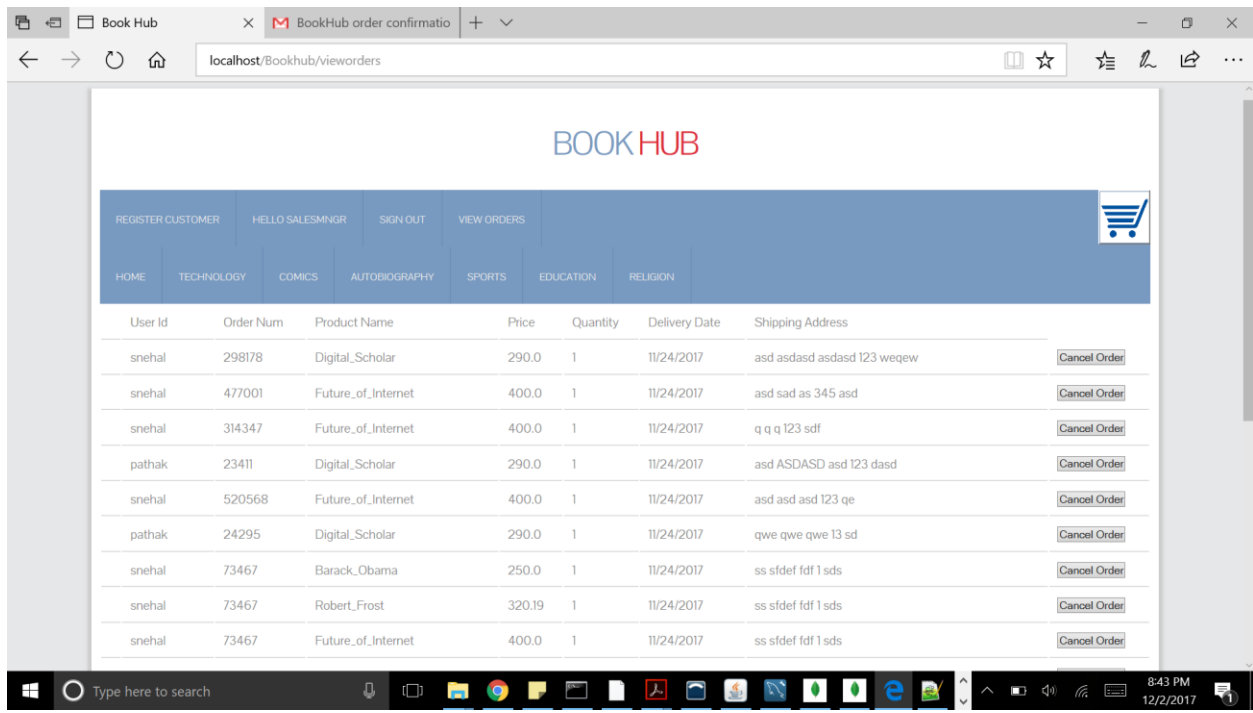 Book Hub
BookHub order confirmatio
localhost/Bookhub/vieworders
BOOK HUB
REGISTER CUSTOMER HELLO SALESMNGR SIGN OUT VIEW ORDERS
HOME TECHNOLOGY COMICS AUTOBIOGRAPHY SPORTS EDUCATION RELIGION
User Id Order Num Product Name Price Quantity Delivery Date Shipping Address
snehal 298178 Digital_Scholar 290.0 1 11/24/2017 asd asdasd asdasd 123 weqew Cancel Order
snehal 477001 Future_of_Internet 400.0 1 11/24/2017 asd sad as 345 asd Cancel Order
snehal 314347 Future_of_Internet 400.0 1 11/24/2017 q q q 123 sdf Cancel Order
pathak 23411 Digital_Scholar 290.0 1 11/24/2017 asd ASDASD asd 123 dasd Cancel Order
snehal 520568 Future_of_Internet 400.0 1 11/24/2017 asd asd asd 123 qe Cancel Order
pathak 24295 Digital_Scholar 290.0 1 11/24/2017 qwe qwe qwe 13 sd Cancel Order
snehal 73467 Barack_Obama 250.0 1 11/24/2017 ss sfdef fdf 1 sds Cancel Order
snehal 73467 Robert_Frost 320.19 1 11/24/2017 ss sfdef fdf 1 sds Cancel Order
snehal 73467 Future_of_Internet 400.0 1 11/24/2017 ss sfdef fdf 1 sds Cancel Order
Type here to search
8:43 PM
12/2/2017